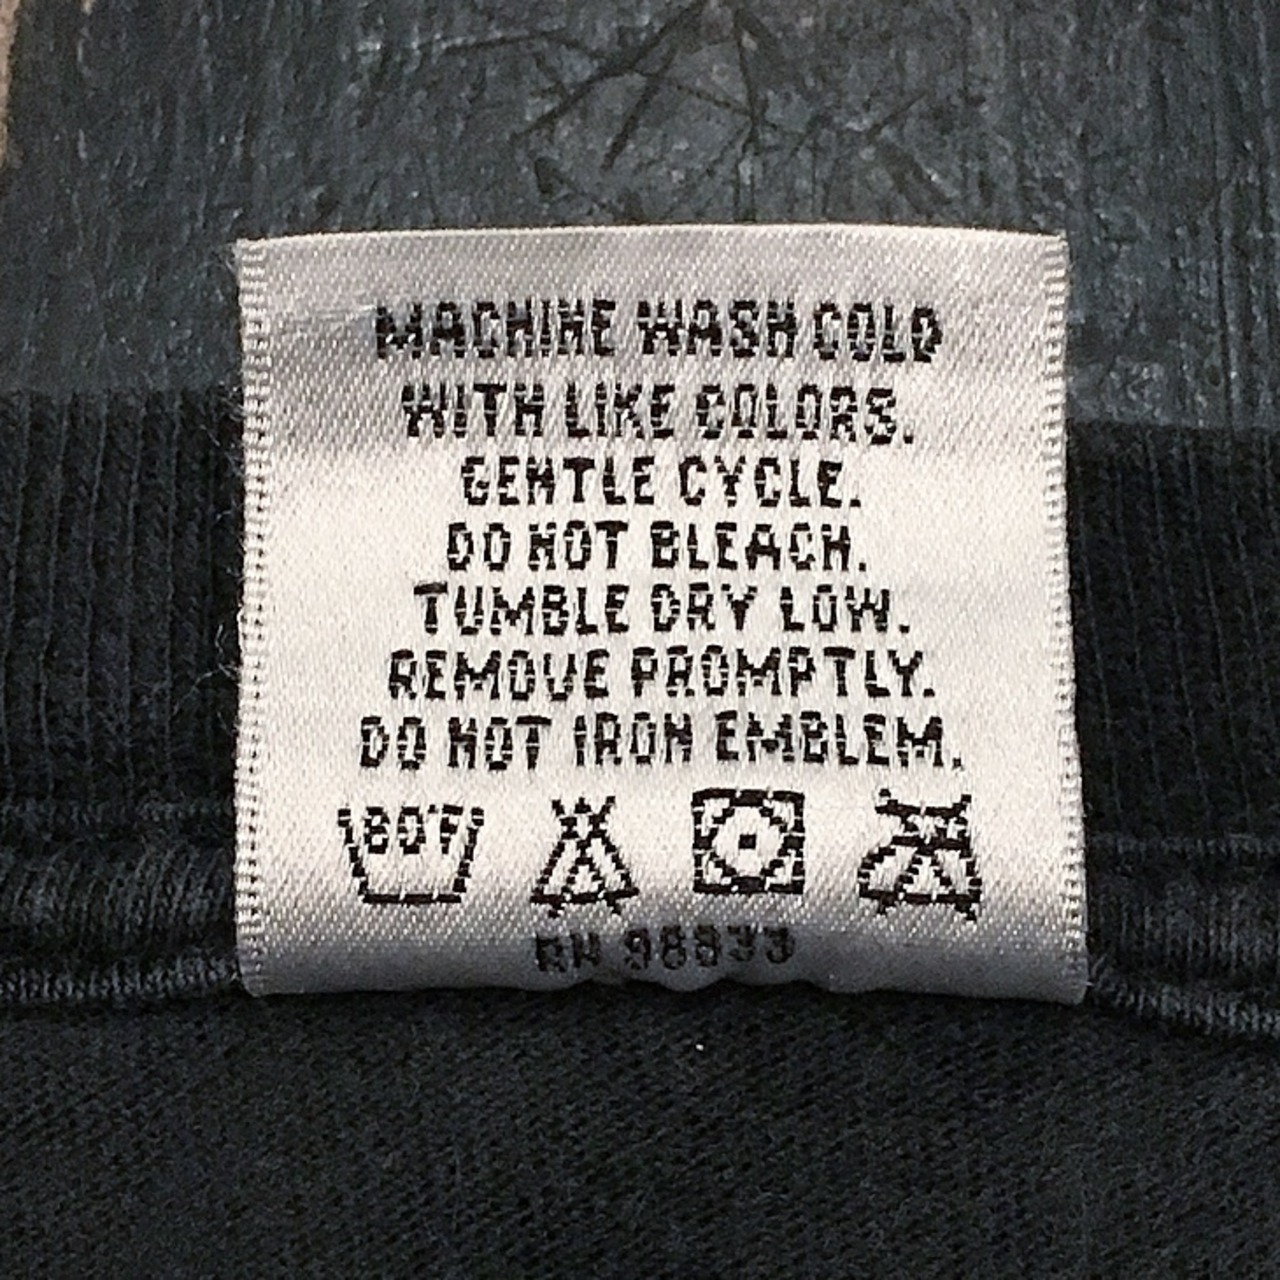 MACHINE WASH COLD
WITH LIKE COLORS.
GENTLE CYCLE.
DO NOT BLEACH.
TUMBLE DRY LOW.
REMOVE PROMPTLY.
DO NOT IRON EMBLEM.
80°F
RN